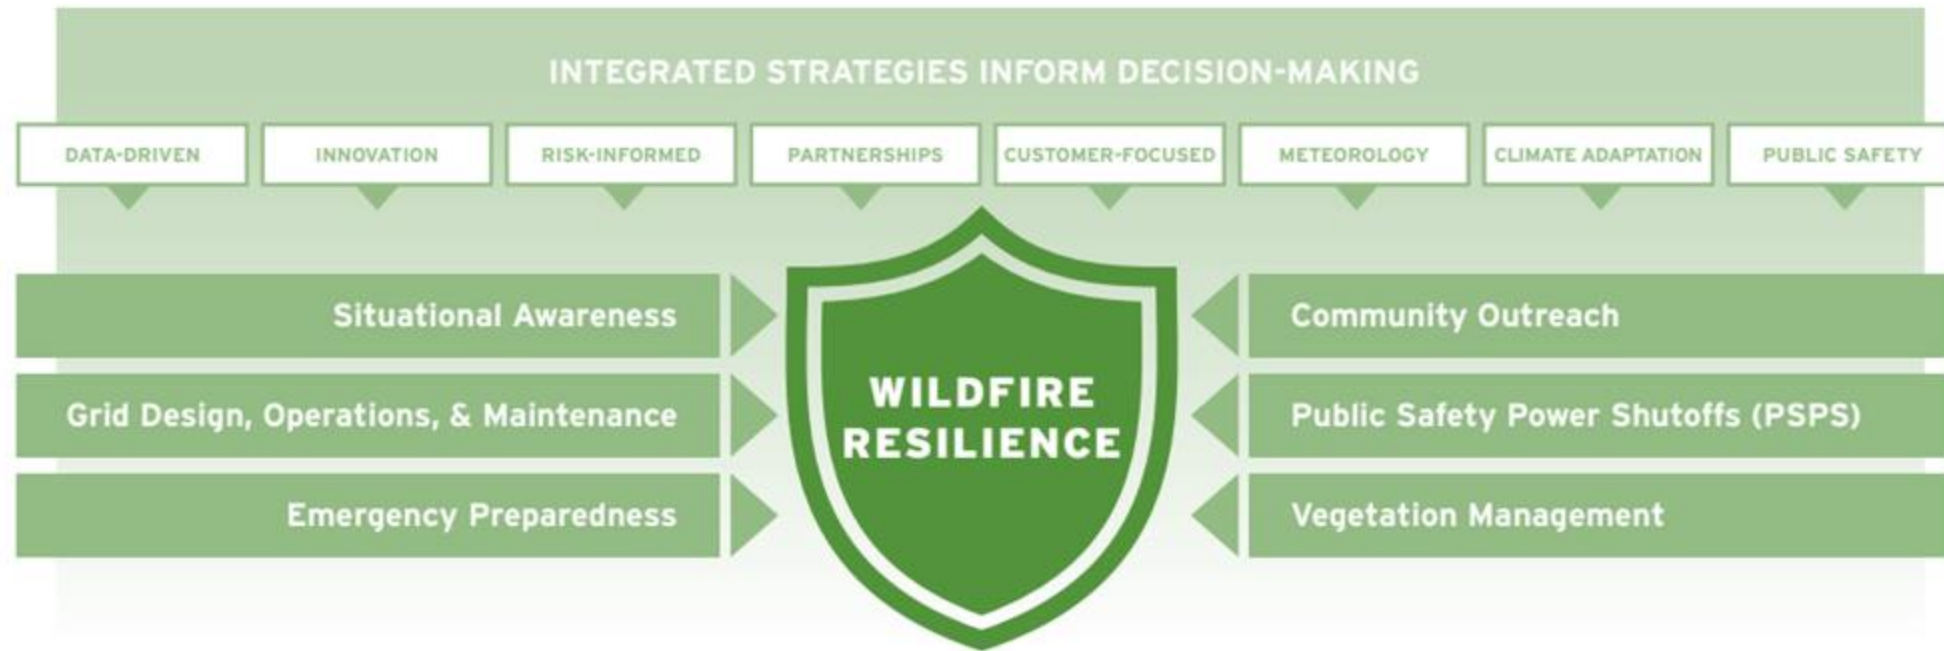 INTEGRATED STRATEGIES INFORM DECISION-MAKING
DATA-DRIVEN
INNOVATION
RISK-INFORMED
PARTNERSHIPS
CUSTOMER-FOCUSED
METEOROLOGY
CLIMATE ADAPTATION
PUBLIC SAFETY
Situational Awareness
Grid Design, Operations, & Maintenance
Emergency Preparedness
WILDFIRE
RESILIENCE
Community Outreach
Public Safety Power Shutoffs (PSPS)
Vegetation Management